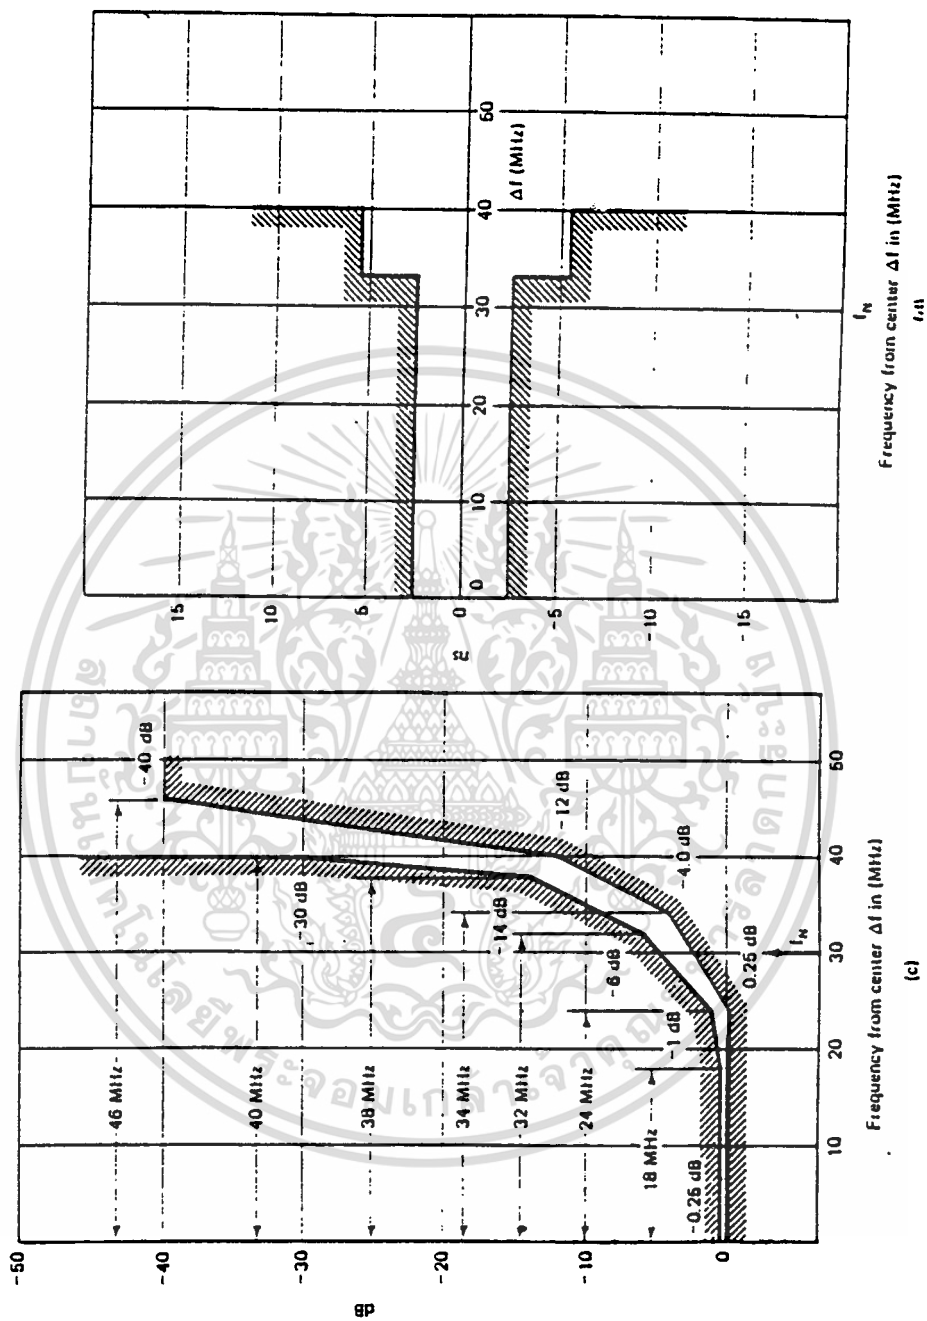 -50
-40
-30
-20
-10
0
dB
46 MHz
40 MHz
38 MHz
34 MHz
32 MHz
24 MHz
18 MHz
-40 dB
-30 dB
-14 dB
-12 dB
-6 dB
-4.0 dB
-1 dB
0.25 dB
-0.25 dB
f_N
10
20
30
40
50
Frequency from center Δf in (MHz)
(c)
15
10
5
0
-5
-10
-15
0
10
20
30
40
50
Δf (MHz)
f_N
Frequency from center Δf in (MHz)
(d)